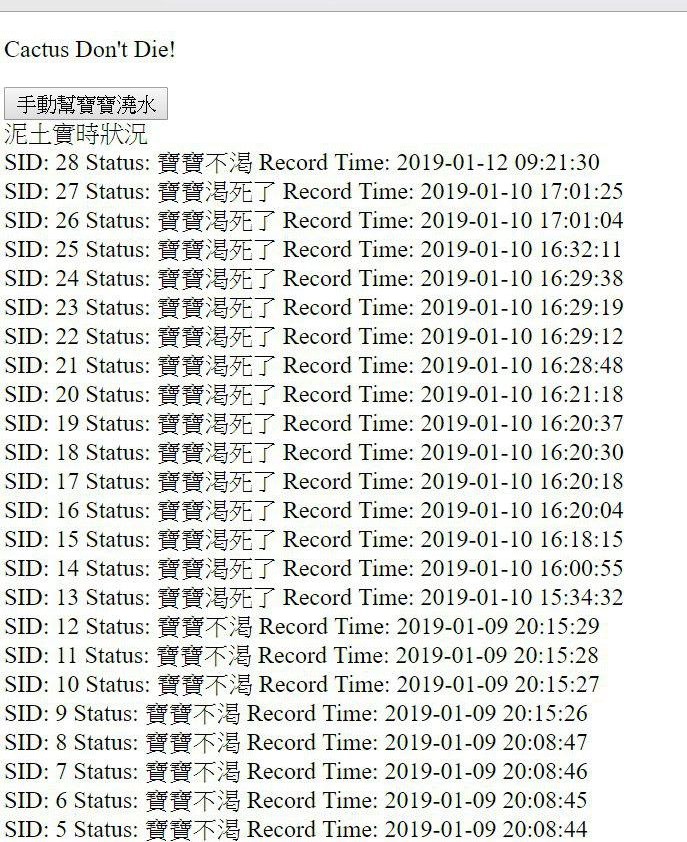 Cactus Don't Die!
手動幫寶寶澆水
泥土實時狀況
SID: 28 Status: 寶寶不渴 Record Time: 2019-01-12 09:21:30
SID: 27 Status: 寶寶渴死了 Record Time: 2019-01-10 17:01:25
SID: 26 Status: 寶寶渴死了 Record Time: 2019-01-10 17:01:04
SID: 25 Status: 寶寶渴死了 Record Time: 2019-01-10 16:32:11
SID: 24 Status: 寶寶渴死了 Record Time: 2019-01-10 16:29:38
SID: 23 Status: 寶寶渴死了 Record Time: 2019-01-10 16:29:19
SID: 22 Status: 寶寶渴死了 Record Time: 2019-01-10 16:29:12
SID: 21 Status: 寶寶渴死了 Record Time: 2019-01-10 16:28:48
SID: 20 Status: 寶寶渴死了 Record Time: 2019-01-10 16:21:18
SID: 19 Status: 寶寶渴死了 Record Time: 2019-01-10 16:20:37
SID: 18 Status: 寶寶渴死了 Record Time: 2019-01-10 16:20:30
SID: 17 Status: 寶寶渴死了 Record Time: 2019-01-10 16:20:18
SID: 16 Status: 寶寶渴死了 Record Time: 2019-01-10 16:20:04
SID: 15 Status: 寶寶渴死了 Record Time: 2019-01-10 16:18:15
SID: 14 Status: 寶寶渴死了 Record Time: 2019-01-10 16:00:55
SID: 13 Status: 寶寶渴死了 Record Time: 2019-01-10 15:34:32
SID: 12 Status: 寶寶不渴 Record Time: 2019-01-09 20:15:29
SID: 11 Status: 寶寶不渴 Record Time: 2019-01-09 20:15:28
SID: 10 Status: 寶寶不渴 Record Time: 2019-01-09 20:15:27
SID: 9 Status: 寶寶不渴 Record Time: 2019-01-09 20:15:26
SID: 8 Status: 寶寶不渴 Record Time: 2019-01-09 20:08:47
SID: 7 Status: 寶寶不渴 Record Time: 2019-01-09 20:08:46
SID: 6 Status: 寶寶不渴 Record Time: 2019-01-09 20:08:45
SID: 5 Status: 寶寶不渴 Record Time: 2019-01-09 20:08:44